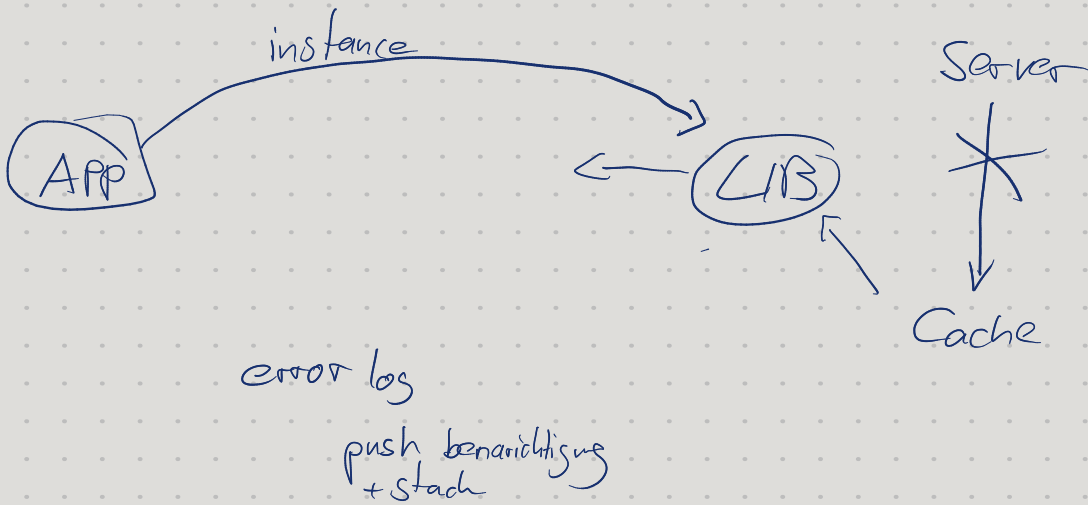 instance
Server
APP
LIB
Cache
error log
push benarichtigung
+ stack